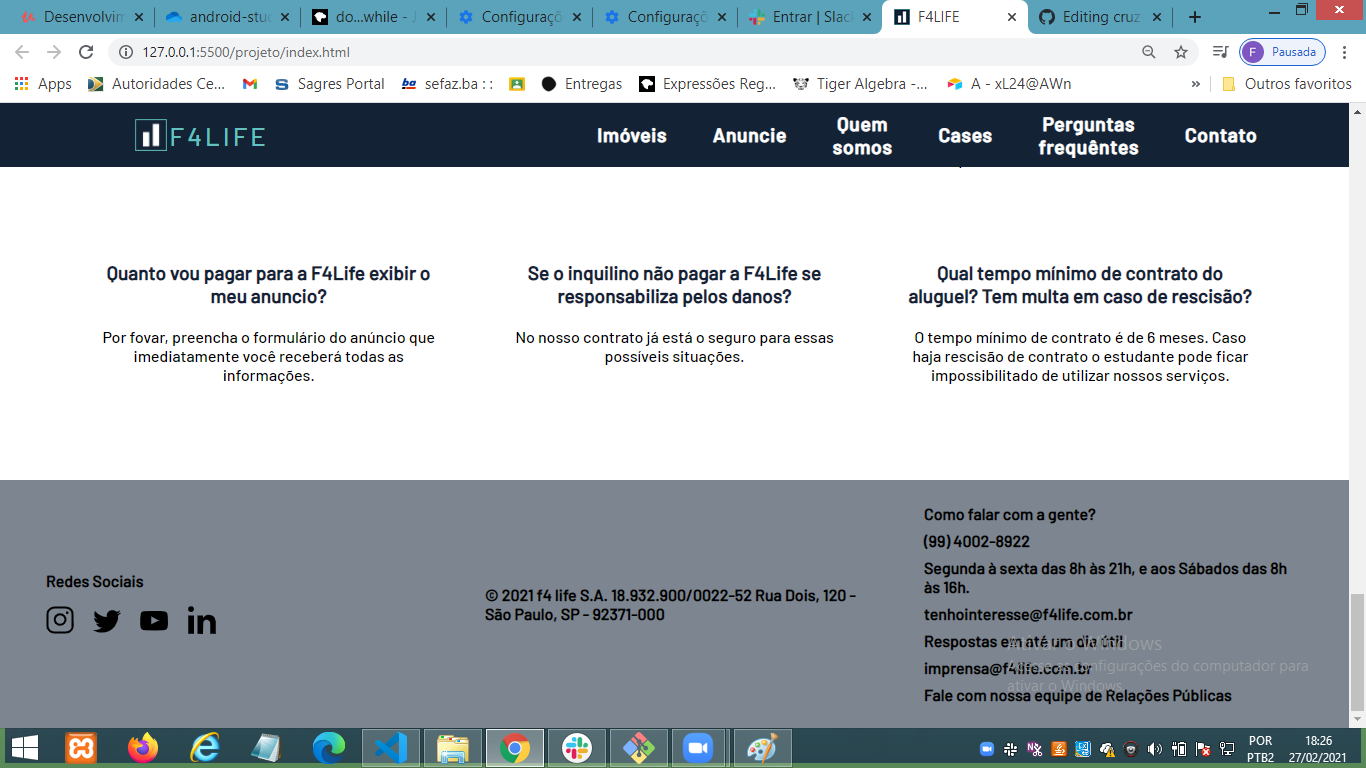 Desenvolvim
android-stud
do...while - J
Configuraçõ
Configuraçõ
Entrar | Slac
F4LIFE
Editing cruz
127.0.0.1:5500/projeto/index.html
F
Pausada
Apps
Autoridades Ce...
Sagres Portal
ba
sefaz.ba : :
Entregas
Expressões Reg...
Tiger Algebra -...
A - xL24@AWn
»
Outros favoritos
F4LIFE
Imóveis
Anuncie
Quem
somos
Cases
Perguntas
frequêntes
Contato
Quanto vou pagar para a F4Life exibir o
meu anuncio?
Por fovar, preencha o formulário do anúncio que
imediatamente você receberá todas as
informações.
Se o inquilino não pagar a F4Life se
responsabiliza pelos danos?
No nosso contrato já está o seguro para essas
possíveis situações.
Qual tempo mínimo de contrato do
aluguel? Tem multa em caso de rescisão?
O tempo mínimo de contrato é de 6 meses. Caso
haja rescisão de contrato o estudante pode ficar
impossibilitado de utilizar nossos serviços.
Redes Sociais
© 2021 f4 life S.A. 18.932.900/0022-52 Rua Dois, 120 -
São Paulo, SP - 92371-000
Como falar com a gente?
(99) 4002-8922
Segunda à sexta das 8h às 21h, e aos Sábados das 8h
às 16h.
tenhointeresse@f4life.com.br
Respostas em até um dia útil
imprensa@f4life.com.br
Fale com nossa equipe de Relações Públicas
Ativar o Windows
Acesse as configurações do computador para
ativar o Windows.
POR
PTB2
18:26
27/02/2021